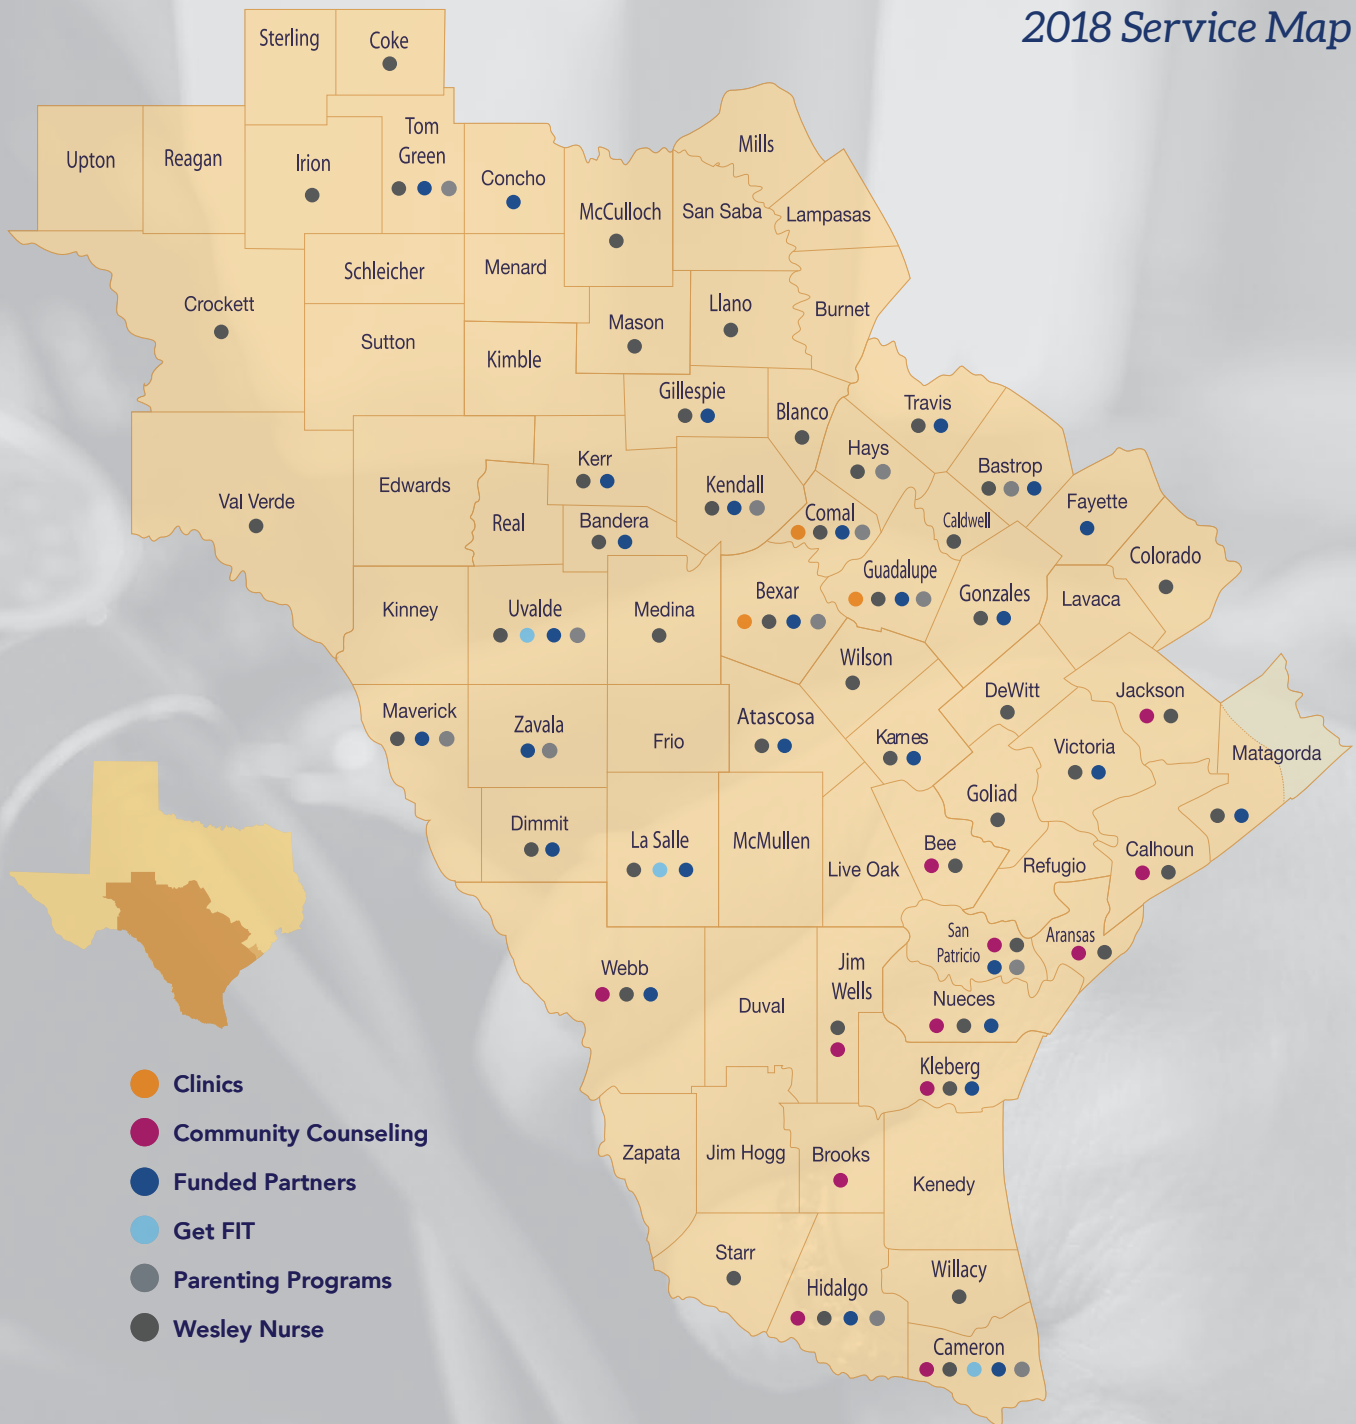 2018 Service Map
Sterling
Coke
Upton
Reagan
Irion
Tom
Green
Concho
McCulloch
San Saba
Mills
Lampasas
Crockett
Schleicher
Menard
Sutton
Kimble
Mason
Llano
Burnet
Gillespie
Blanco
Travis
Val Verde
Edwards
Real
Kerr
Bandera
Kendall
Hays
Comal
Bastrop
Caldwell
Fayette
Colorado
Kinney
Uvalde
Medina
Bexar
Guadalupe
Gonzales
Lavaca
Wilson
Maverick
Zavala
Frio
Atascosa
Karnes
DeWitt
Jackson
Victoria
Matagorda
Goliad
Dimmit
La Salle
McMullen
Live Oak
Bee
Refugio
Calhoun
San
Patricio
Aransas
Webb
Duval
Jim
Wells
Nueces
Kleberg
Zapata
Jim Hogg
Brooks
Kenedy
Starr
Hidalgo
Willacy
Cameron
Clinics
Community Counseling
Funded Partners
Get FIT
Parenting Programs
Wesley Nurse